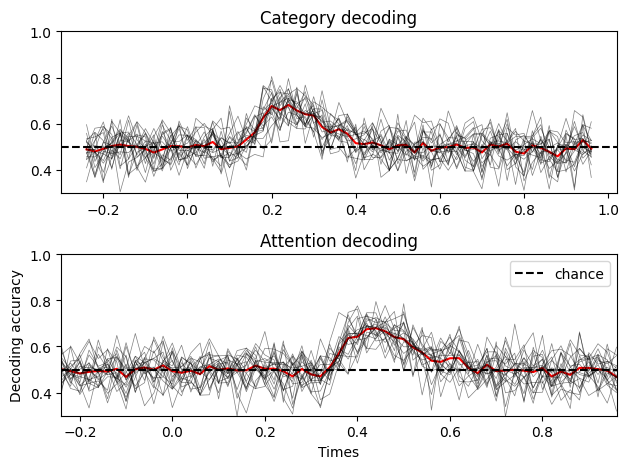 Category decoding
1.0
0.8
0.6
0.4
−0.2 0.0 0.2 0.4 0.6 0.8 1.0
Attention decoding
Decoding accuracy
1.0
0.8
0.6
0.4
chance
−0.2 0.0 0.2 0.4 0.6 0.8
Times